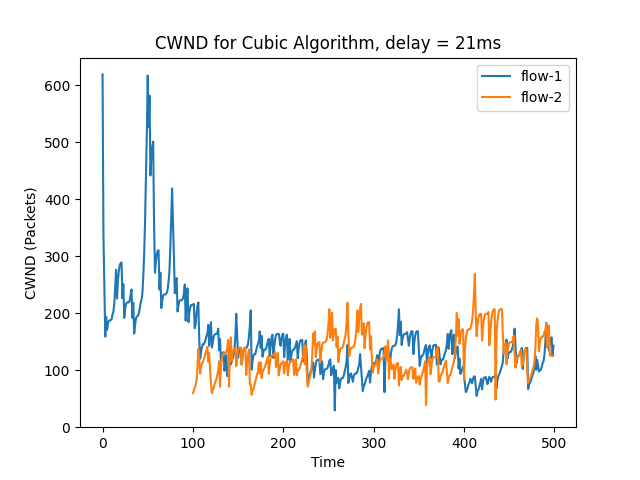 CWND for Cubic Algorithm, delay = 21ms
flow-1
flow-2
CWND (Packets)
600
500
400
300
200
100
0
0 100 200 300 400 500
Time